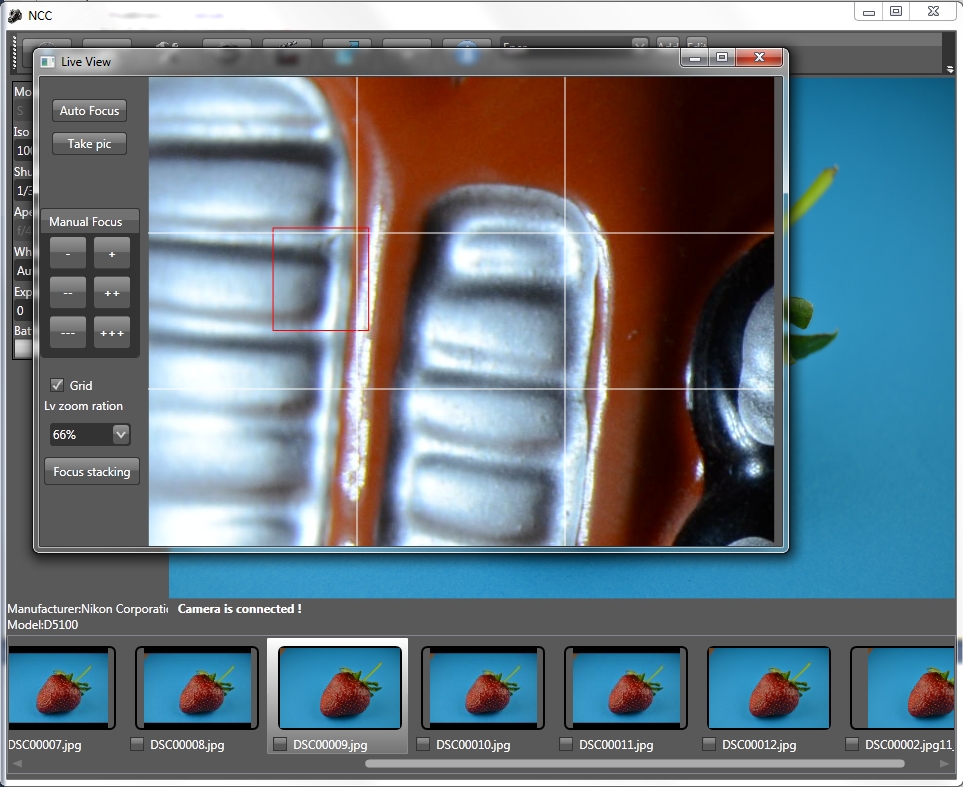 NCC
Live View
Mo
S
Iso
100
Shu
1/3
Ape
f/4
Wh
Au
Exp
0
Bat
Auto Focus
Take pic
Manual Focus
- +
-- ++
--- +++
Grid
Lv zoom ration
66%
Focus stacking
Manufacturer:Nikon Corporatio Camera is connected !
Model:D5100
DSC00007.jpg DSC00008.jpg DSC00009.jpg DSC00010.jpg DSC00011.jpg DSC00012.jpg DSC00002.jpg11_